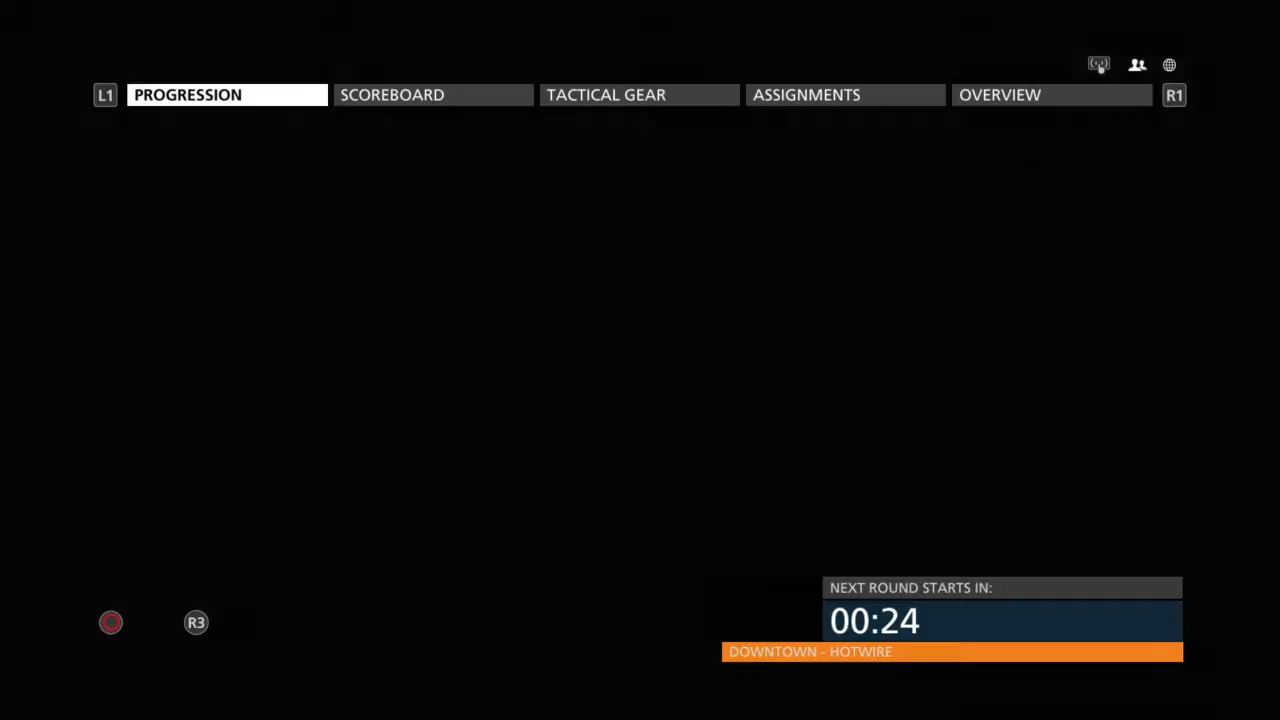 L1 PROGRESSION SCOREBOARD TACTICAL GEAR ASSIGNMENTS OVERVIEW R1
NEXT ROUND STARTS IN:
R3 00:24
DOWNTOWN - HOTWIRE